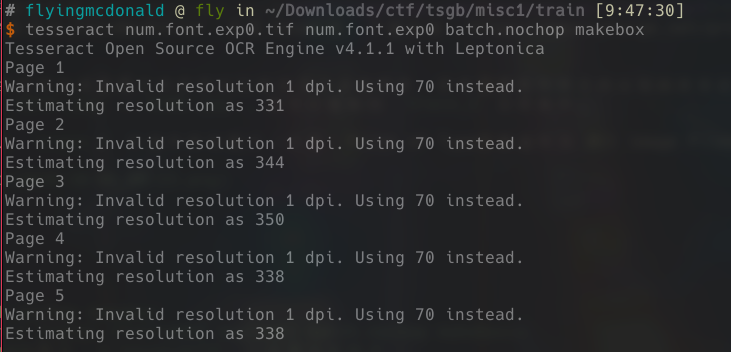 # flyingmcdonald @ fly in ~/Downloads/ctf/tsgb/misc1/train [9:47:30]
$ tesseract num.font.exp0.tif num.font.exp0 batch.nochop makebox
Tesseract Open Source OCR Engine v4.1.1 with Leptonica
Page 1
Warning: Invalid resolution 1 dpi. Using 70 instead.
Estimating resolution as 331
Page 2
Warning: Invalid resolution 1 dpi. Using 70 instead.
Estimating resolution as 344
Page 3
Warning: Invalid resolution 1 dpi. Using 70 instead.
Estimating resolution as 350
Page 4
Warning: Invalid resolution 1 dpi. Using 70 instead.
Estimating resolution as 338
Page 5
Warning: Invalid resolution 1 dpi. Using 70 instead.
Estimating resolution as 338